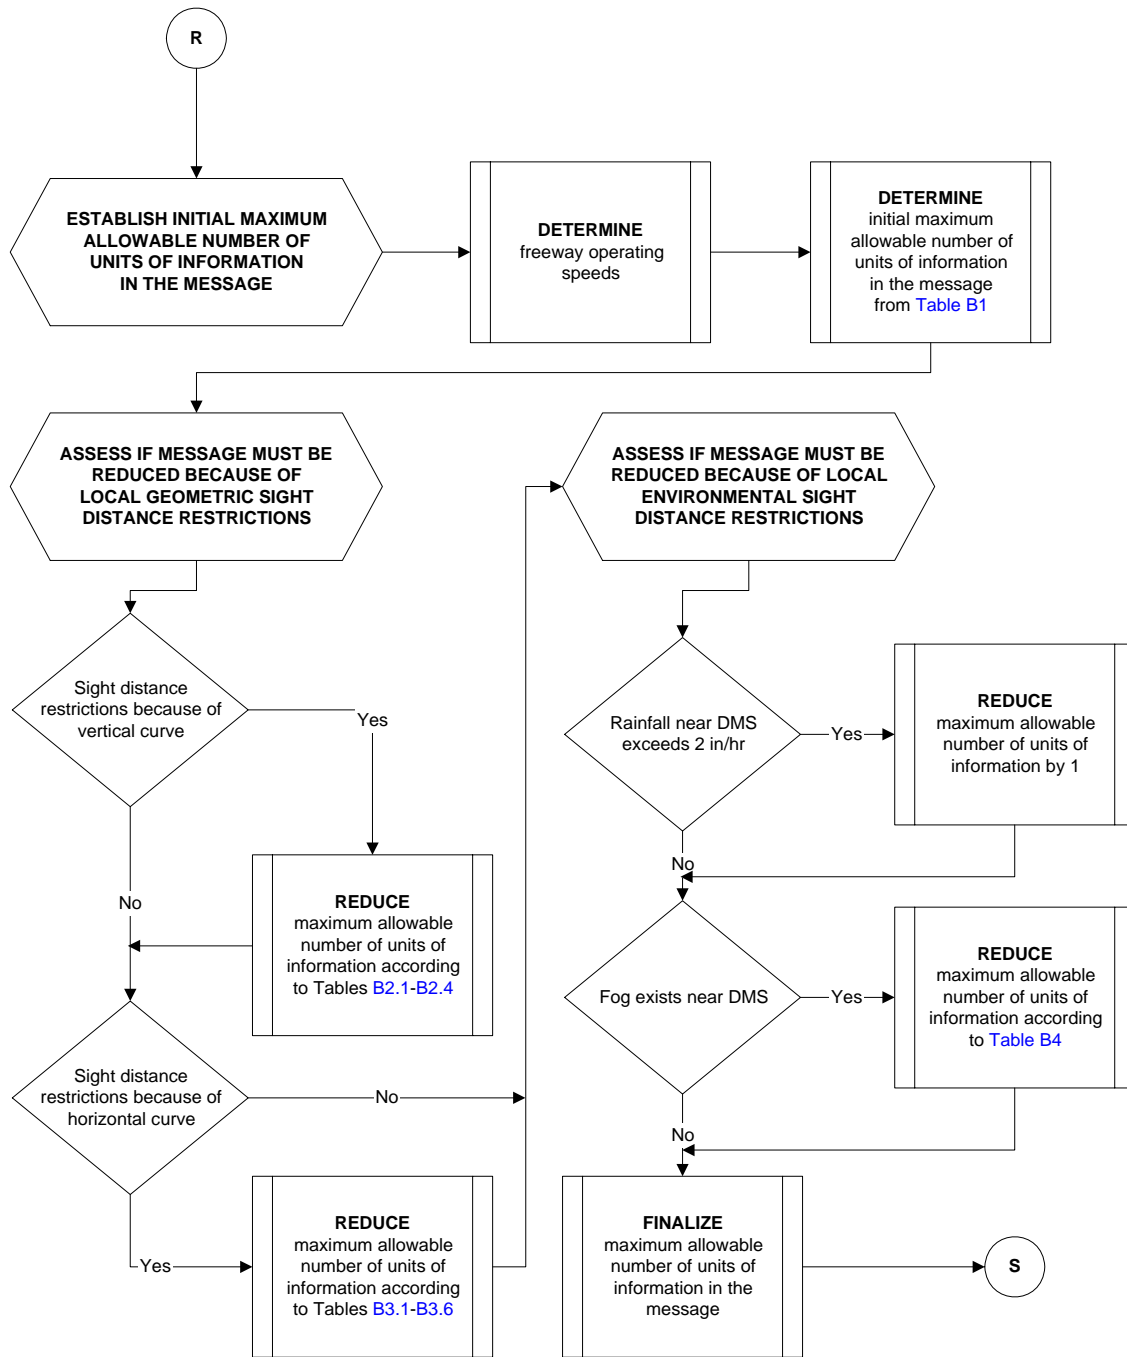 R
ESTABLISH INITIAL MAXIMUM
ALLOWABLE NUMBER OF
UNITS OF INFORMATION
IN THE MESSAGE
DETERMINE
freeway operating
speeds
DETERMINE
initial maximum
allowable number of
units of information
in the message
from Table B1
ASSESS IF MESSAGE MUST BE
REDUCED BECAUSE OF
LOCAL GEOMETRIC SIGHT
DISTANCE RESTRICTIONS
Sight distance
restrictions because of
vertical curve
Yes
No
REDUCE
maximum allowable
number of units of
information according
to Tables B2.1-B2.4
Sight distance
restrictions because of
horizontal curve
No
Yes
REDUCE
maximum allowable
number of units of
information according
to Tables B3.1-B3.6
ASSESS IF MESSAGE MUST BE
REDUCED BECAUSE OF LOCAL
ENVIRONMENTAL SIGHT
DISTANCE RESTRICTIONS
Rainfall near DMS
exceeds 2 in/hr
Yes
REDUCE
maximum allowable
number of units of
information by 1
No
Fog exists near DMS
Yes
REDUCE
maximum allowable
number of units of
information according
to Table B4
No
FINALIZE
maximum allowable
number of units of
information in the
message
S